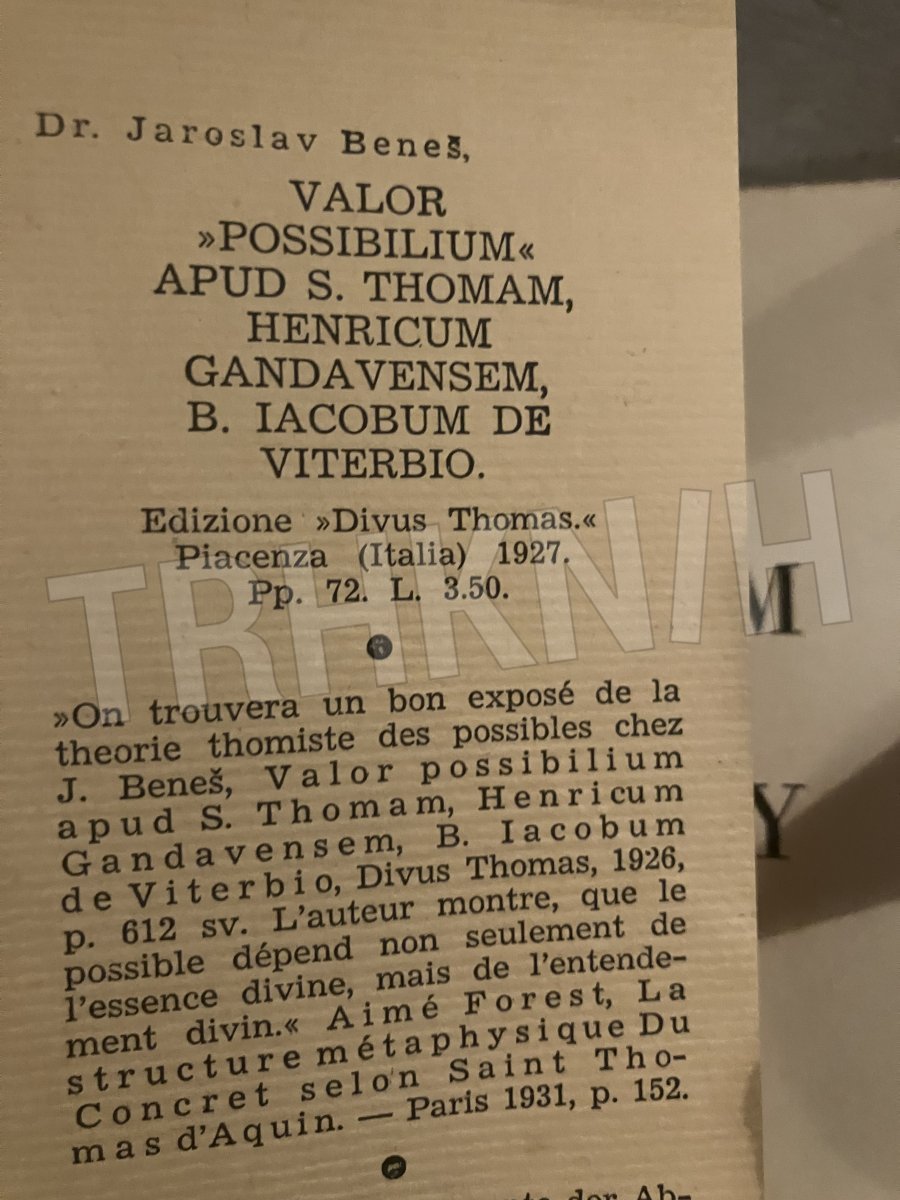 Dr. Jaroslav Beneš,
VALOR
»POSSIBILIUM«
APUD S. THOMAM,
HENRICUM
GANDAVENSEM,
B. IACOBUM DE
VITERBIO.
Edizione »Divus Thomas.«
Piacenza (Italia) 1927.
Pp. 72. L. 3.50.
»On trouvera un bon exposé de la
theorie thomiste des possibles chez
J. Beneš, Valor possibilium
apud S. Thomam, Henricum
Gandavensem, B. Iacobum
de Viterbio, Divus Thomas, 1926,
p. 612 sv. L'auteur montre, que le
possible dépend non seulement de
l'essence divine, mais de l'entende-
ment divin.« Aimé Forest, La
structure métaphysique Du
Concret selon Saint Tho-
mas d'Aquin. — Paris 1931, p. 152.
der Ab-
M
Y
TRHKN/H